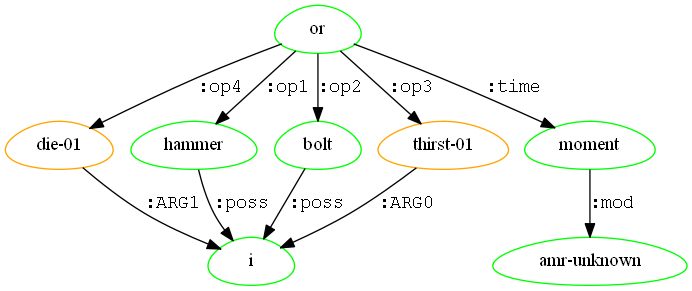 or
:op4 :op1 :op2 :op3 :time
die-01 hammer bolt thirst-01 moment
:ARG1 :poss :poss :ARG0 :mod
i amr-unknown